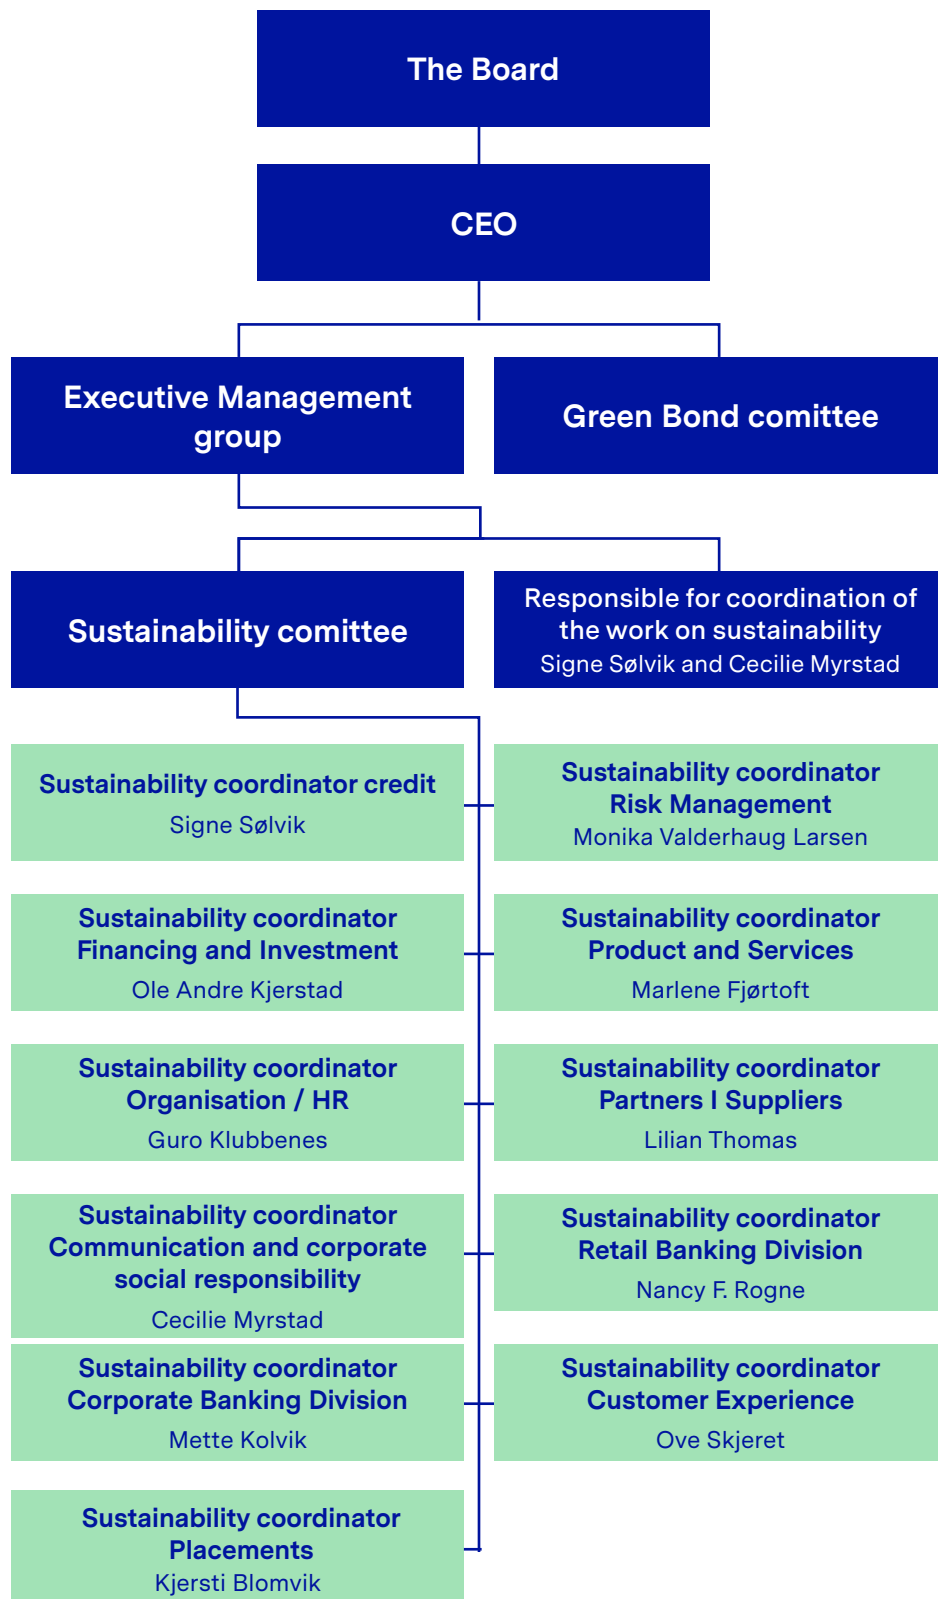 The Board
CEO
Executive Management
group
Green Bond comittee
Sustainability comittee
Responsible for coordination of
the work on sustainability
Signe Sølvik and Cecilie Myrstad
Sustainability coordinator credit
Signe Sølvik
Sustainability coordinator
Risk Management
Monika Valderhaug Larsen
Sustainability coordinator
Financing and Investment
Ole Andre Kjerstad
Sustainability coordinator
Product and Services
Marlene Fjørtoft
Sustainability coordinator
Organisation / HR
Guro Klubbenes
Sustainability coordinator
Partners I Suppliers
Lilian Thomas
Sustainability coordinator
Communication and corporate
social responsibility
Cecilie Myrstad
Sustainability coordinator
Retail Banking Division
Nancy F. Rogne
Sustainability coordinator
Corporate Banking Division
Mette Kolvik
Sustainability coordinator
Customer Experience
Ove Skjeret
Sustainability coordinator
Placements
Kjersti Blomvik